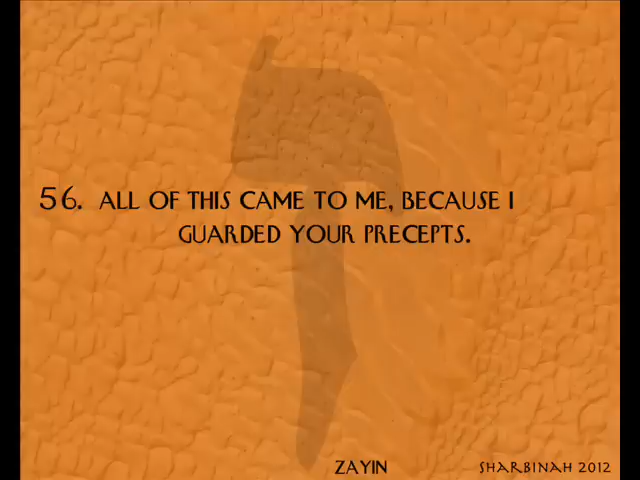 56. ALL OF THIS CAME TO ME, BECAUSE I
GUARDED YOUR PRECEPTS.
ז
ZAYIN
SHARBINAH 2012